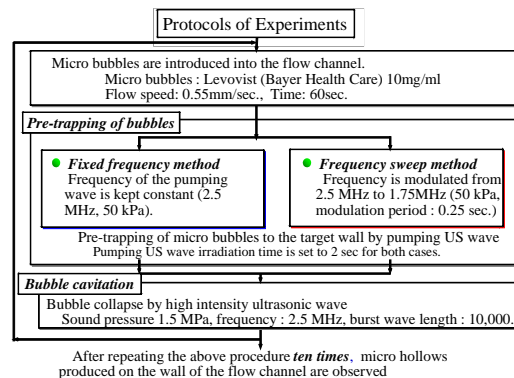 Protocols of Experiments
Micro bubbles are introduced into the flow channel.
Micro bubbles : Levovist (Bayer Health Care) 10mg/ml
Flow speed: 0.55mm/sec., Time: 60sec.
Pre-trapping of bubbles
Fixed frequency method
Frequency of the pumping
wave is kept constant (2.5
MHz, 50 kPa).
Frequency sweep method
Frequency is modulated from
2.5 MHz to 1.75MHz (50 kPa,
modulation period : 0.25 sec.)
Pre-trapping of micro bubbles to the target wall by pumping US wave
Pumping US wave irradiation time is set to 2 sec for both cases.
Bubble cavitation
Bubble collapse by high intensity ultrasonic wave
Sound pressure 1.5 MPa, frequency : 2.5 MHz, burst wave length : 10,000.
After repeating the above procedure ten times, micro hollows
produced on the wall of the flow channel are observed